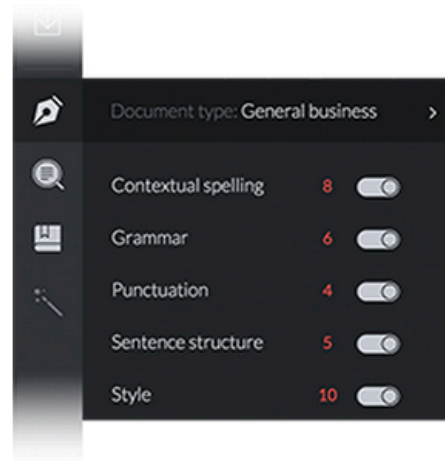 Document type: General business
Contextual spelling 8
Grammar 6
Punctuation 4
Sentence structure 5
Style 10